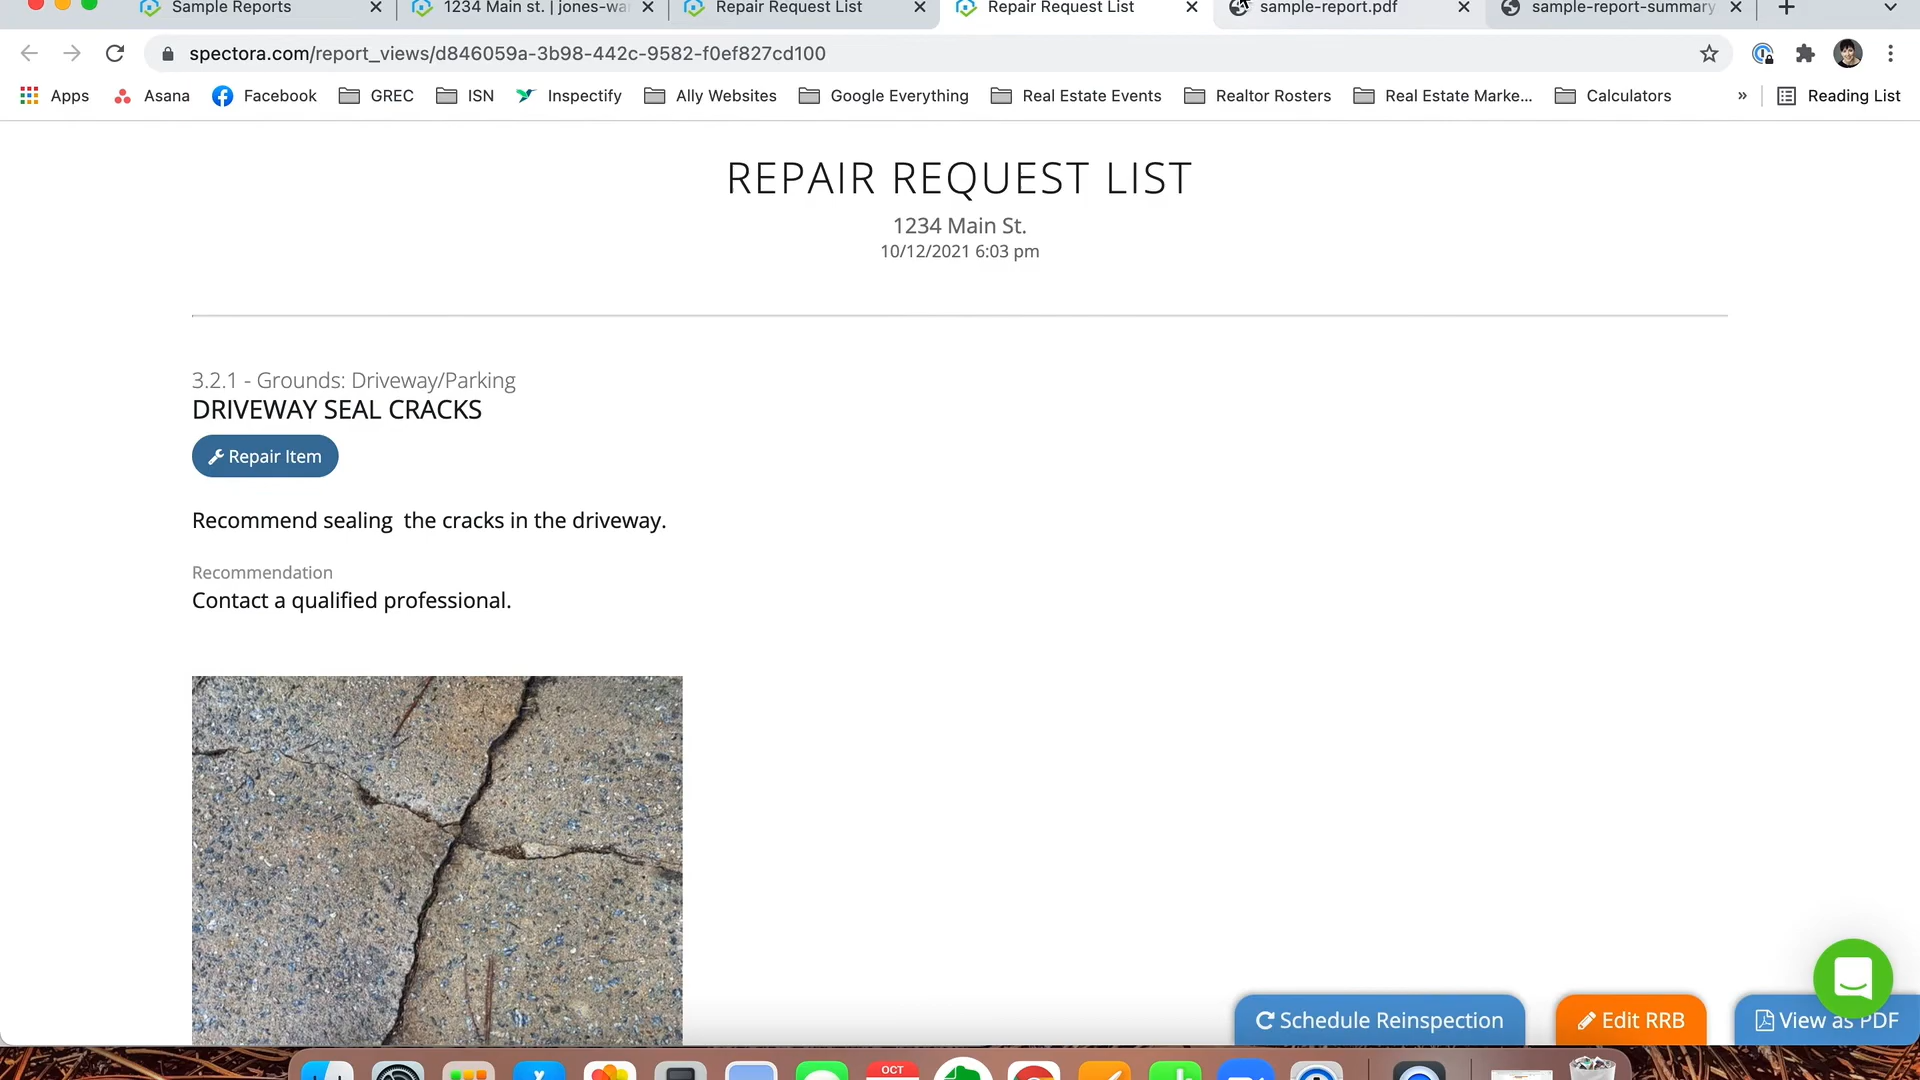 Sample Reports
1234 Main st. | jones-wa
Repair Request List
Repair Request List
sample-report.pdf
sample-report-summary
spectora.com/report_views/d846059a-3b98-442c-9582-f0ef827cd100
Apps
Asana
Facebook
GREC
ISN
Inspectify
Ally Websites
Google Everything
Real Estate Events
Realtor Rosters
Real Estate Marke...
Calculators
»
Reading List
REPAIR REQUEST LIST
1234 Main St.
10/12/2021 6:03 pm
3.2.1 - Grounds: Driveway/Parking
DRIVEWAY SEAL CRACKS
Repair Item
Recommend sealing  the cracks in the driveway.
Recommendation
Contact a qualified professional.
Schedule Reinspection
Edit RRB
View as PDF
OCT